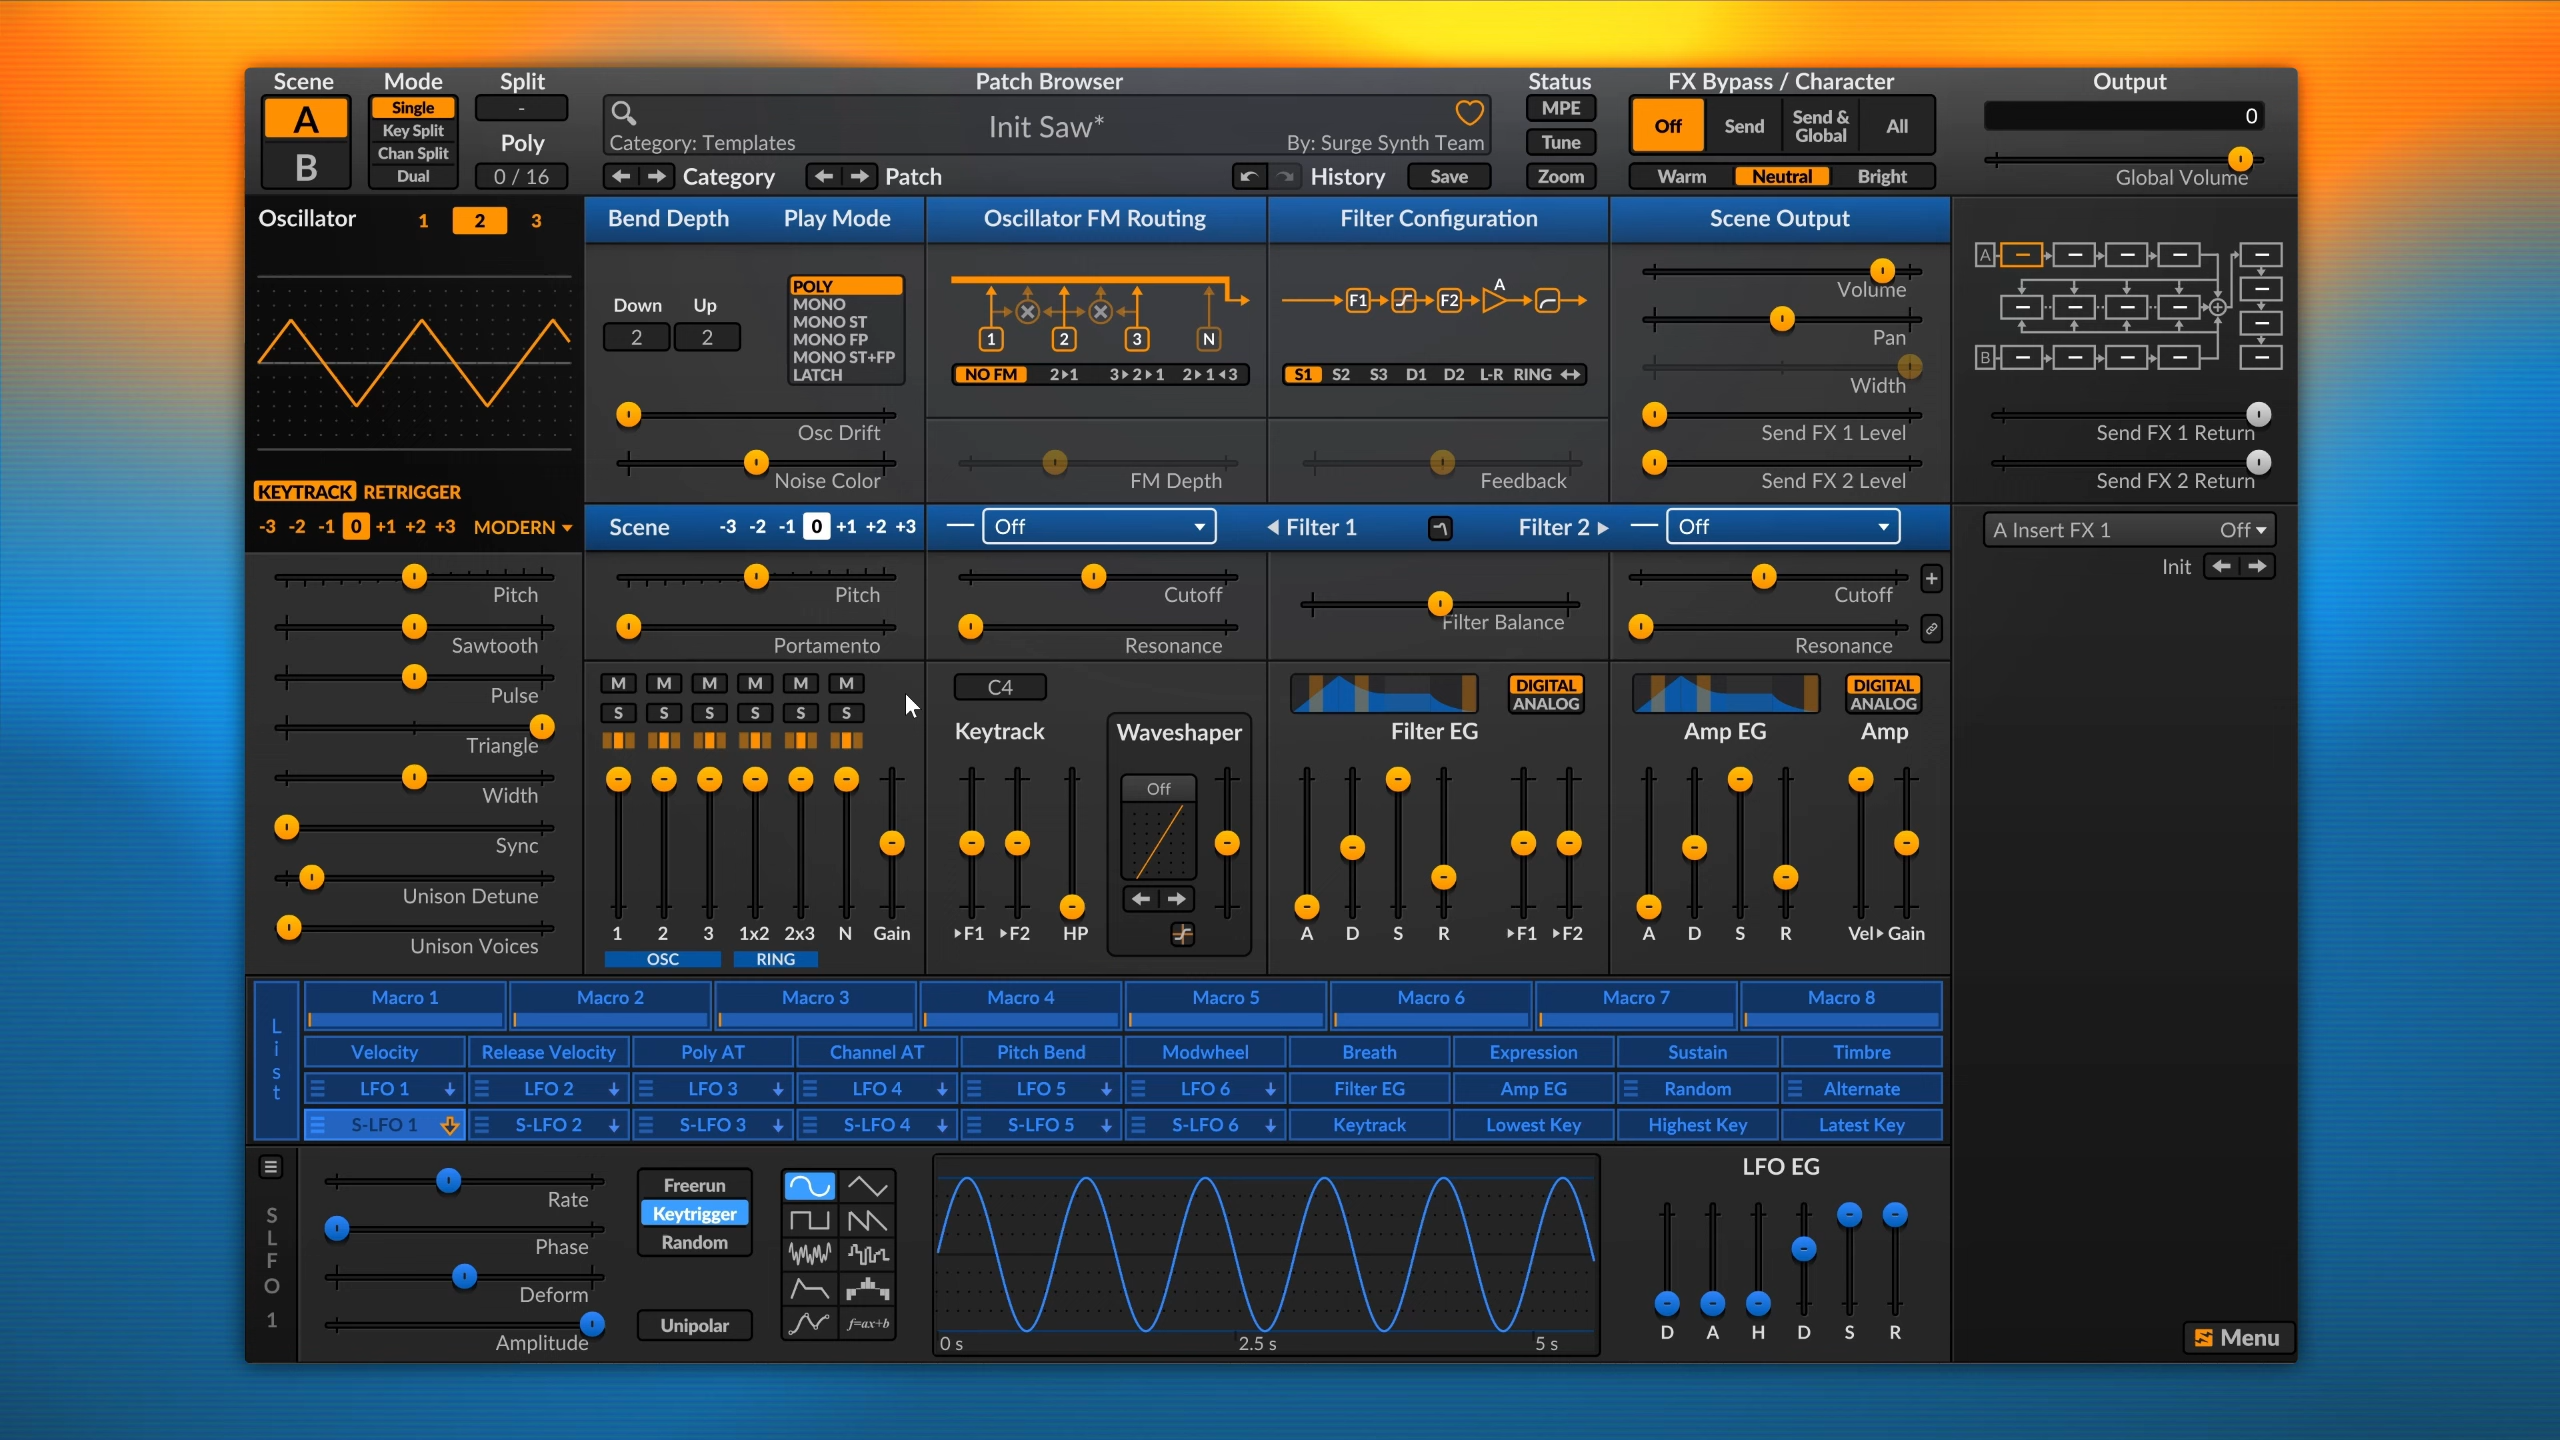 Scene
Mode
Split
Patch Browser
Status
FX Bypass / Character
Output
A
B
Single
Key Split
Chan Split
Dual
-
Poly
0 / 16
Init Saw*
Category: Templates
By: Surge Synth Team
Category
Patch
History
Save
MPE
Tune
Zoom
Off
Send
Send & Global
All
Warm
Neutral
Bright
0
Global Volume
Oscillator
1
2
3
KEYTRACK RETRIGGER
-3 -2 -1 0 +1 +2 +3
MODERN
Bend Depth
Play Mode
Down
Up
2
2
POLY
MONO
MONO ST
MONO FP
MONO ST+FP
LATCH
Osc Drift
Noise Color
Oscillator FM Routing
1
2
3
N
NO FM 2▸1 3▸2▸1 2▸1◂3
FM Depth
Filter Configuration
F1
F2
A
S1 S2 S3 D1 D2 L-R RING
Feedback
Scene Output
Volume
Pan
Width
Send FX 1 Level
Send FX 2 Level
A
B
Send FX 1 Return
Send FX 2 Return
Scene
-3 -2 -1 0 +1 +2 +3
Off
Filter 1
Filter 2
Off
A Insert FX 1
Off
Init
Pitch
Sawtooth
Pulse
Triangle
Width
Sync
Unison Detune
Unison Voices
Pitch
Portamento
Cutoff
Resonance
Filter Balance
Cutoff
+
Resonance
M M M M M M
S S S S S S
1 2 3 1x2 2x3 N Gain
OSC
RING
C4
Keytrack
▸F1 ▸F2 HP
Waveshaper
Off
DIGITAL
ANALOG
Filter EG
A D S R ▸F1 ▸F2
DIGITAL
ANALOG
Amp EG
Amp
A D S R Vel▸Gain
List
Macro 1
Macro 2
Macro 3
Macro 4
Macro 5
Macro 6
Macro 7
Macro 8
Velocity
Release Velocity
Poly AT
Channel AT
Pitch Bend
Modwheel
Breath
Expression
Sustain
Timbre
LFO 1
LFO 2
LFO 3
LFO 4
LFO 5
LFO 6
Filter EG
Amp EG
Random
Alternate
S-LFO 1
S-LFO 2
S-LFO 3
S-LFO 4
S-LFO 5
S-LFO 6
Keytrack
Lowest Key
Highest Key
Latest Key
SLFO 1
Rate
Phase
Deform
Amplitude
Freerun
Keytrigger
Random
Unipolar
f=ax+b
0 s
2.5 s
5 s
LFO EG
D A H D S R
Menu